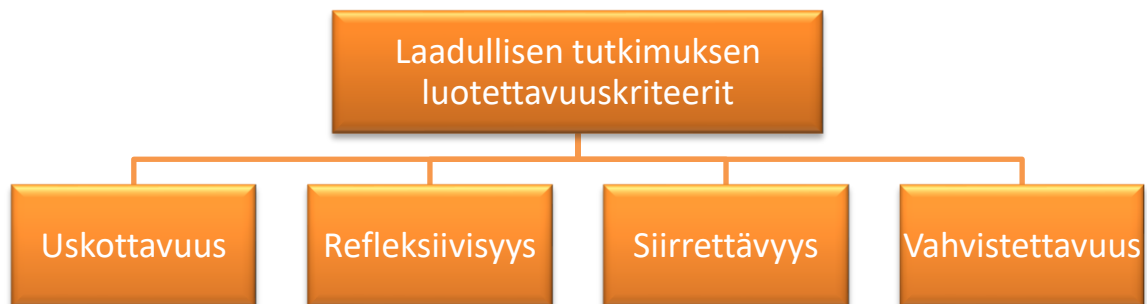 Laadullisen tutkimuksen
luotettavuuskriteerit
Uskottavuus
Refleksiivisyys
Siirrettävyys
Vahvistettavuus